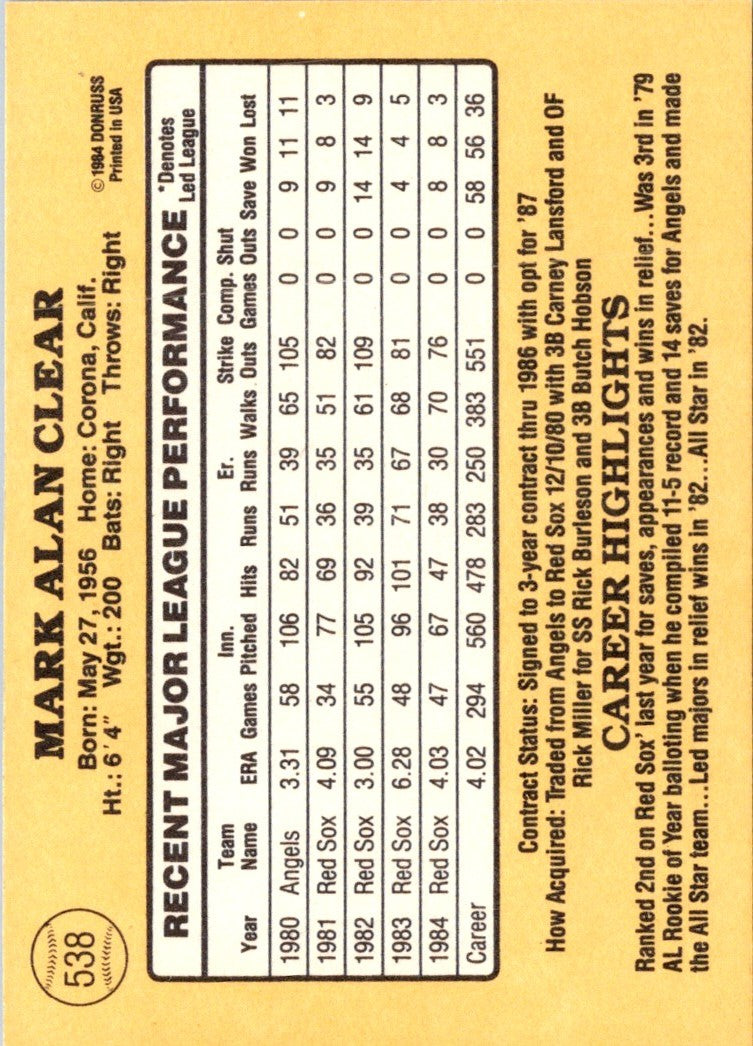 538
MARK ALAN CLEAR
Born: May 27, 1956 Home: Corona, Calif.
Ht.: 6'4" Wgt.: 200 Bats: Right Throws: Right
© 1984 DONRUSS
Printed in USA
RECENT MAJOR LEAGUE PERFORMANCE *Denotes Led League
Year Team Name ERA Games Inn. Pitched Hits Runs Er. Runs Walks Strike Outs Comp. Games Shut Outs Save Won Lost
1980 Angels 3.31 58 106 82 51 39 65 105 0 0 9 11 11
1981 Red Sox 4.09 34 77 69 36 35 51 82 0 0 9 8 3
1982 Red Sox 3.00 55 105 92 39 35 61 109 0 0 14 14 9
1983 Red Sox 6.28 48 96 101 71 67 68 81 0 0 4 4 5
1984 Red Sox 4.03 47 67 47 38 30 70 76 0 0 8 8 3
Career 4.02 294 560 478 283 250 383 551 0 0 58 56 36
Contract Status: Signed to 3-year contract thru 1986 with opt for '87
How Acquired: Traded from Angels to Red Sox 12/10/80 with 3B Carney Lansford and OF
Rick Miller for SS Rick Burleson and 3B Butch Hobson
CAREER HIGHLIGHTS
Ranked 2nd on Red Sox' last year for saves, appearances and wins in relief...Was 3rd in '79
AL Rookie of Year balloting when he compiled 11-5 record and 14 saves for Angels and made
the All Star team...Led majors in relief wins in '82...All Star in '82.